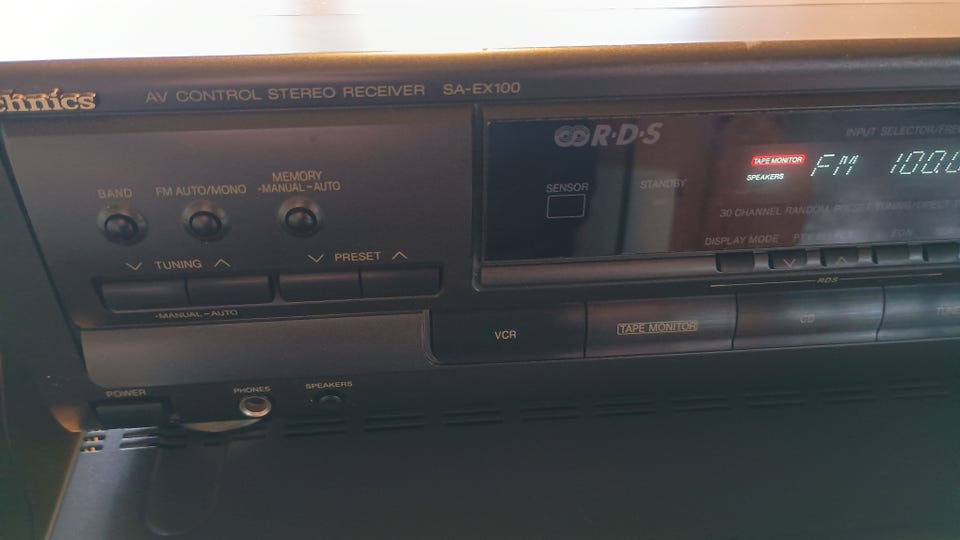 chnics
AV CONTROL STEREO RECEIVER SA-EX100
R·D·S
INPUT SELECTOR/
TAPE MONITOR
SPEAKERS
FM 100.
SENSOR
STANDBY
30 CHANNEL RANDOM PRESET TUNING/DIRECT
DISPLAY MODE
EON
RDS
BAND
FM AUTO/MONO
MEMORY
-MANUAL -AUTO
TUNING
PRESET
-MANUAL -AUTO
VCR
TAPE MONITOR
CD
POWER
PHONES
SPEAKERS